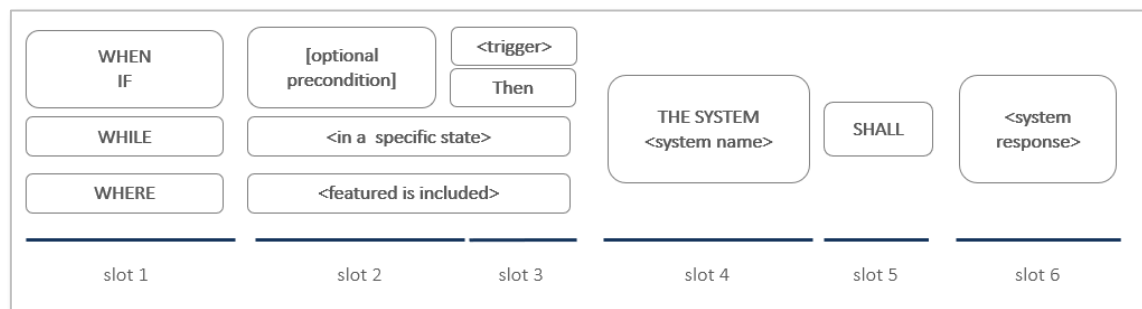 WHEN
IF
[optional
precondition]
<trigger>
Then
WHILE
<in a specific state>
WHERE
<featured is included>
THE SYSTEM
<system name>
SHALL
<system
response>
slot 1
slot 2
slot 3
slot 4
slot 5
slot 6